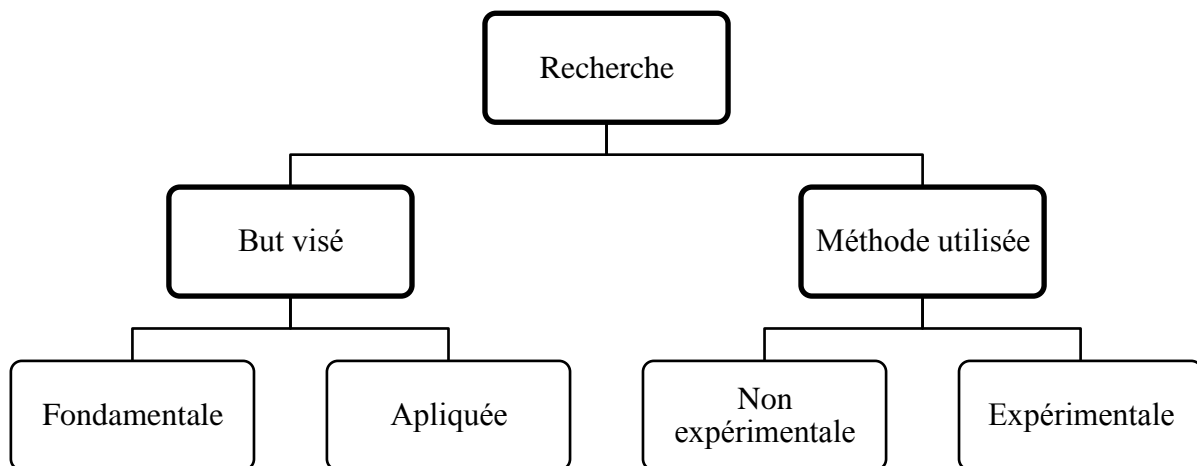 Recherche
But visé
Méthode utilisée
Fondamentale
Apliquée
Non
expérimentale
Expérimentale